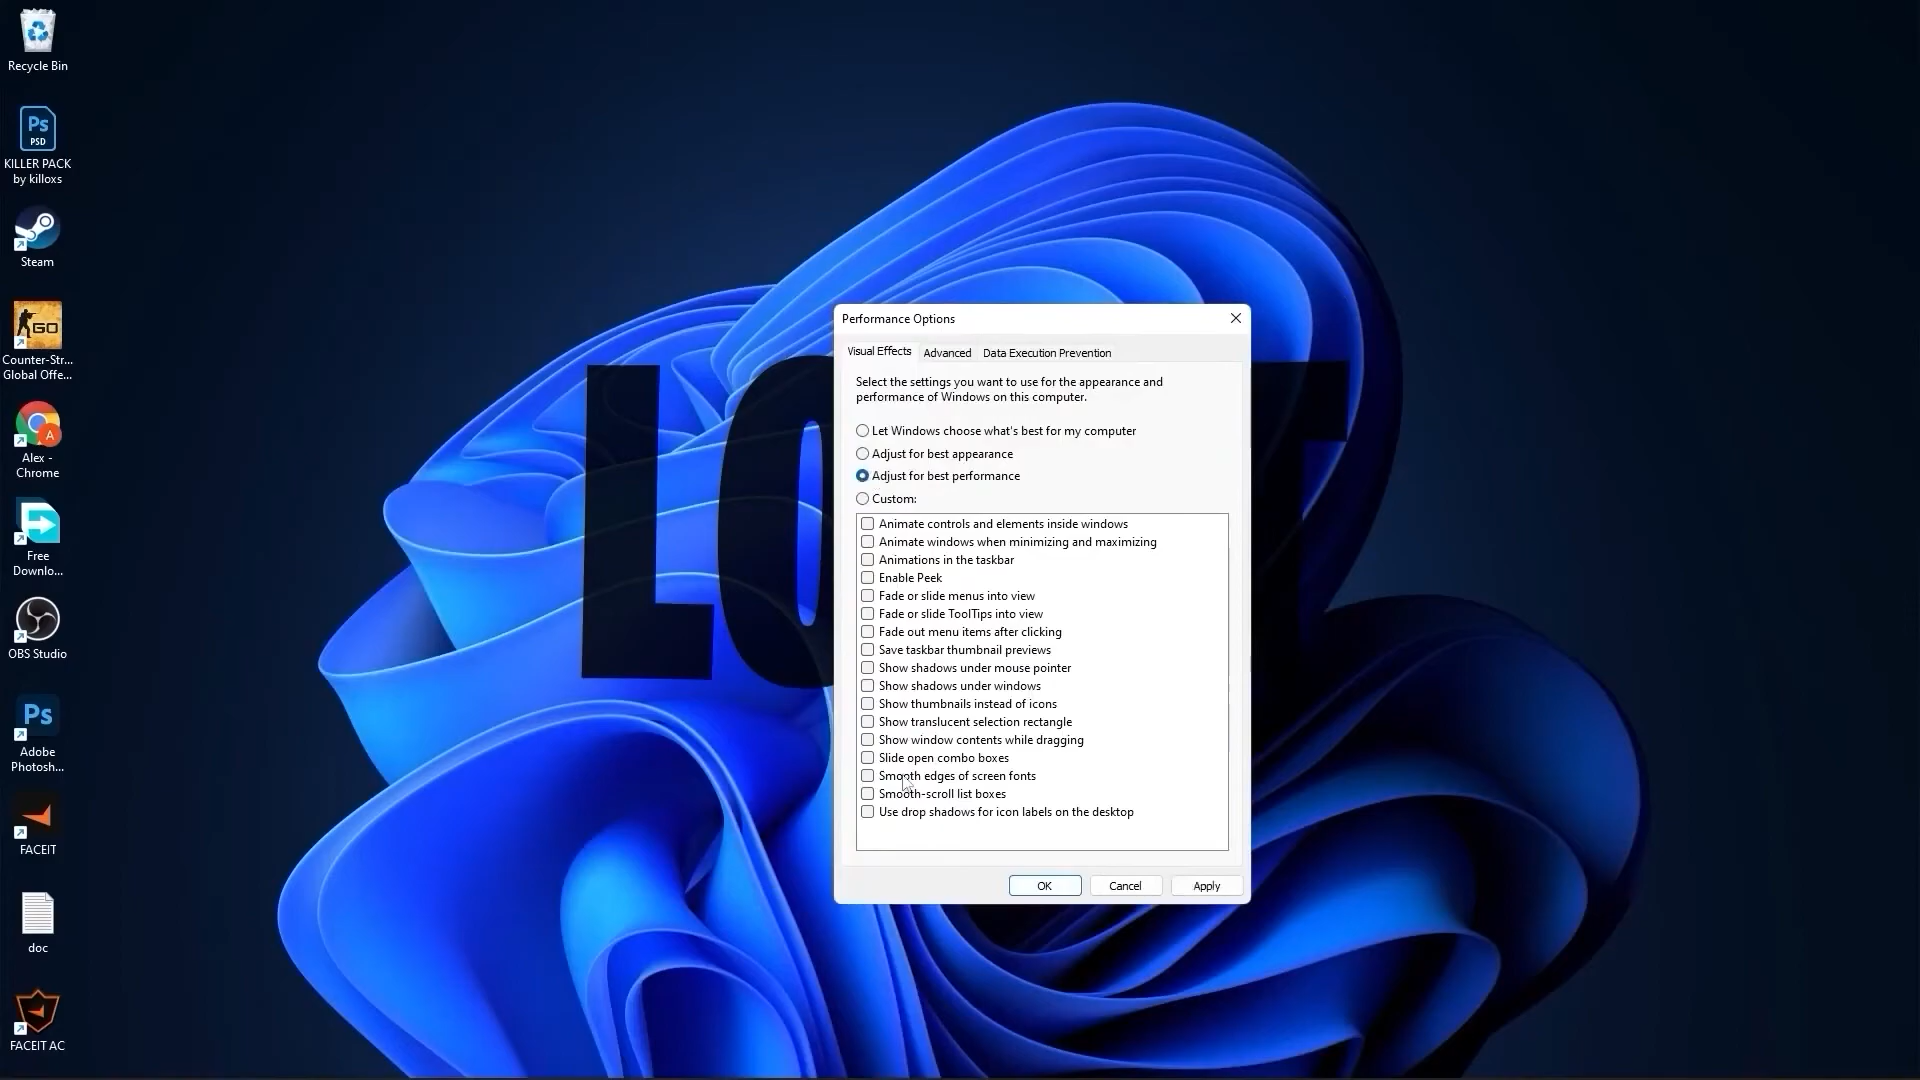 Recycle Bin
Ps
PSD
KILLER PACK
by killoxs
Steam
GO
Counter-Str...
Global Offe...
A
Alex -
Chrome
Free
Downlo...
OBS Studio
Ps
Adobe
Photosh...
FACEIT
doc
FACEIT AC
LO
Performance Options
Visual Effects
Advanced
Data Execution Prevention
Select the settings you want to use for the appearance and
performance of Windows on this computer.
Let Windows choose what's best for my computer
Adjust for best appearance
Adjust for best performance
Custom:
Animate controls and elements inside windows
Animate windows when minimizing and maximizing
Animations in the taskbar
Enable Peek
Fade or slide menus into view
Fade or slide ToolTips into view
Fade out menu items after clicking
Save taskbar thumbnail previews
Show shadows under mouse pointer
Show shadows under windows
Show thumbnails instead of icons
Show translucent selection rectangle
Show window contents while dragging
Slide open combo boxes
Smooth edges of screen fonts
Smooth-scroll list boxes
Use drop shadows for icon labels on the desktop
OK
Cancel
Apply